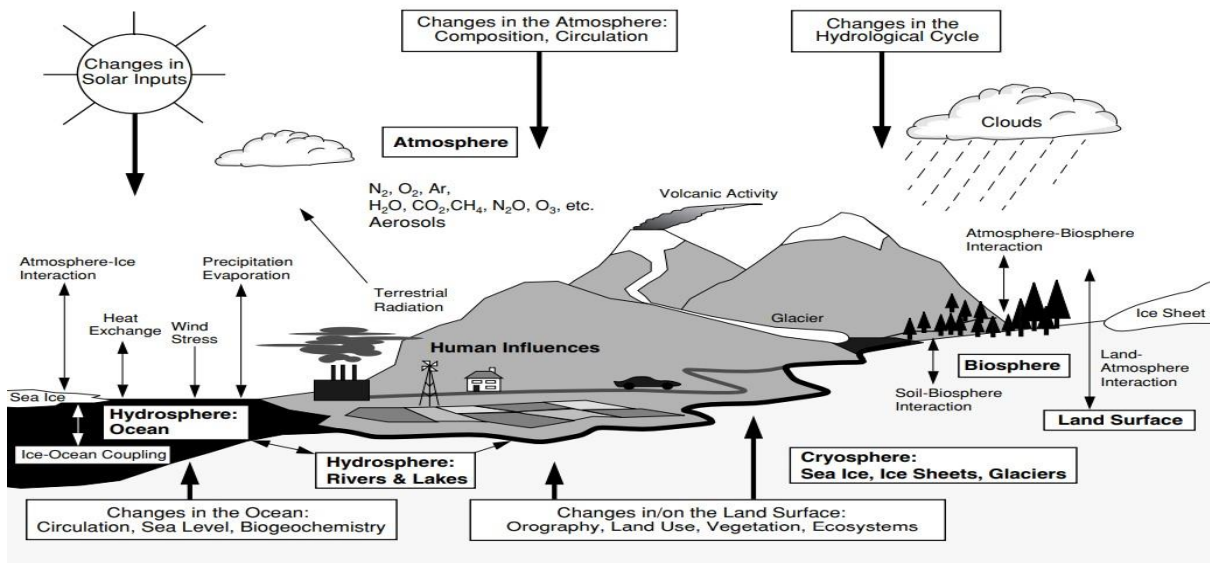 Changes in
Solar Inputs
Changes in the Atmosphere:
Composition, Circulation
Changes in the
Hydrological Cycle
Clouds
Atmosphere
N₂, O₂, Ar,
H₂O, CO₂,CH₄, N₂O, O₃, etc.
Aerosols
Volcanic Activity
Atmosphere-Ice
Interaction
Precipitation
Evaporation
Terrestrial
Radiation
Heat
Exchange
Wind
Stress
Atmosphere-Biosphere
Interaction
Glacier
Ice Sheet
Human Influences
Biosphere
Land-
Atmosphere
Interaction
Soil-Biosphere
Interaction
Sea Ice
Hydrosphere:
Ocean
Land Surface
Ice-Ocean Coupling
Hydrosphere:
Rivers & Lakes
Cryosphere:
Sea Ice, Ice Sheets, Glaciers
Changes in the Ocean:
Circulation, Sea Level, Biogeochemistry
Changes in/on the Land Surface:
Orography, Land Use, Vegetation, Ecosystems